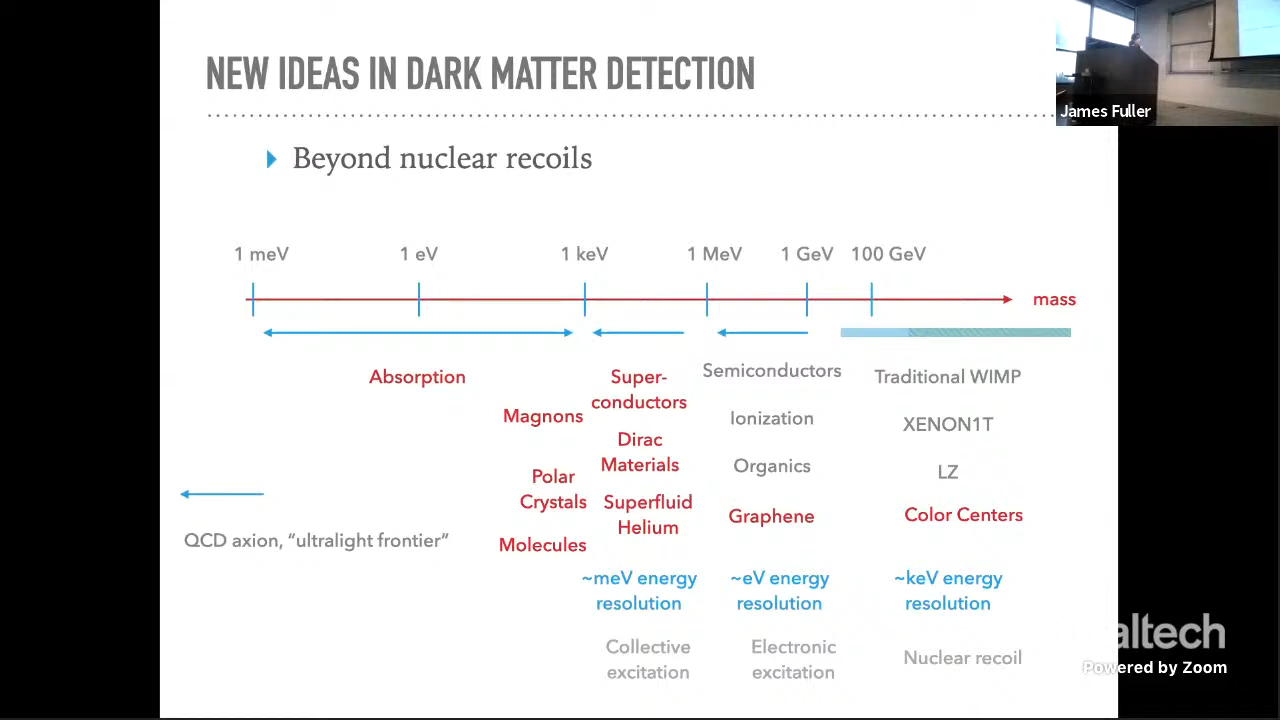 NEW IDEAS IN DARK MATTER DETECTION
James Fuller
Beyond nuclear recoils
1 meV
1 eV
1 keV
1 MeV
1 GeV
100 GeV
mass
Absorption
Magnons
Polar
Crystals
Molecules
Super-
conductors
Dirac
Materials
Superfluid
Helium
~meV energy
resolution
Collective
excitation
Semiconductors
Ionization
Organics
Graphene
~eV energy
resolution
Electronic
excitation
Traditional WIMP
XENON1T
LZ
Color Centers
~keV energy
resolution
Nuclear recoil
QCD axion, “ultralight frontier”
altech
Powered by Zoom